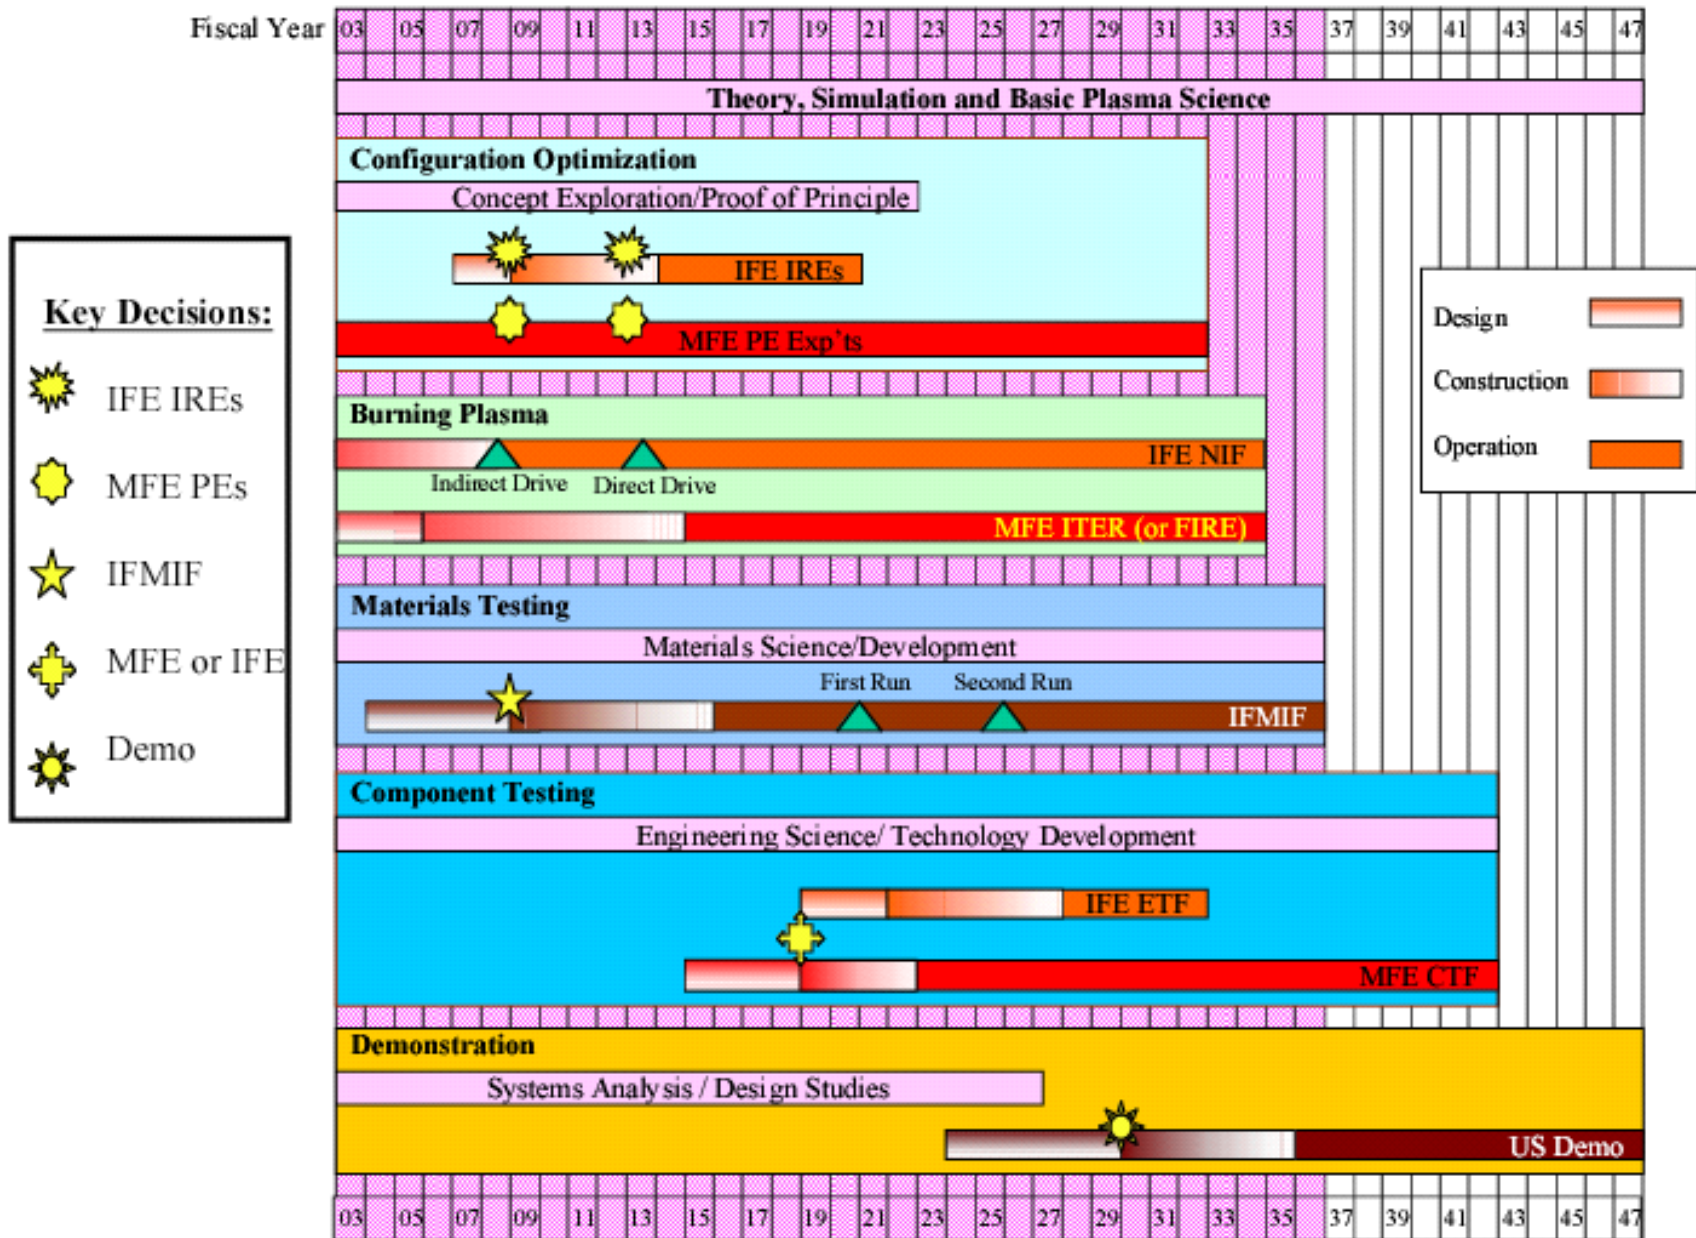 Fiscal Year 03 05 07 09 11 13 15 17 19 21 23 25 27 29 31 33 35 37 39 41 43 45 47
Theory, Simulation and Basic Plasma Science
Configuration Optimization
Concept Exploration/Proof of Principle
IFE IREs
MFE PE Exp'ts
Burning Plasma
IFE NIF
Indirect Drive Direct Drive
MFE ITER (or FIRE)
Materials Testing
Materials Science/Development
First Run Second Run
IFMIF
Component Testing
Engineering Science/ Technology Development
IFE ETF
MFE CTF
Demonstration
Systems Analysis / Design Studies
US Demo
03 05 07 09 11 13 15 17 19 21 23 25 27 29 31 33 35 37 39 41 43 45 47
Key Decisions:
IFE IREs
MFE PEs
IFMIF
MFE or IFE
Demo
Design
Construction
Operation